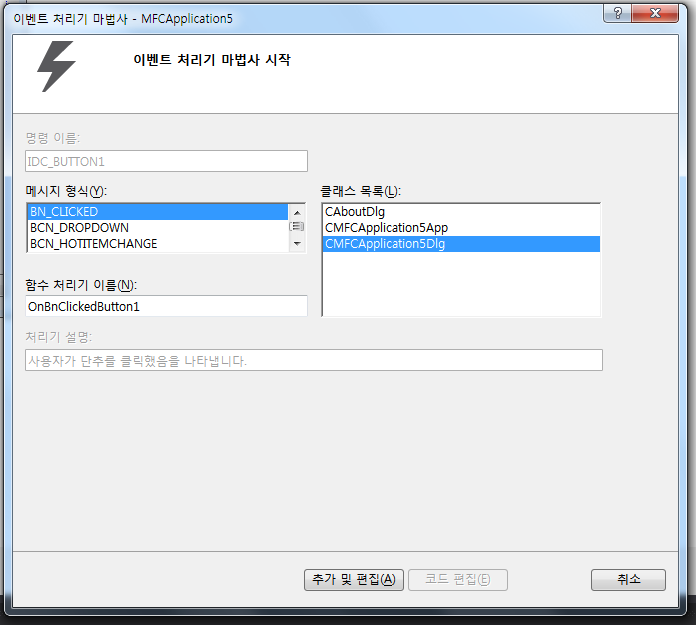 이벤트 처리기 마법사 - MFCApplication5
이벤트 처리기 마법사 시작
명령 이름:
IDC_BUTTON1
메시지 형식(Y):
BN_CLICKED
BCN_DROPDOWN
BCN_HOTITEMCHANGE
클래스 목록(L):
CAboutDlg
CMFCApplication5App
CMFCApplication5Dlg
함수 처리기 이름(N):
OnBnClickedButton1
처리기 설명:
사용자가 단추를 클릭했음을 나타냅니다.
추가 및 편집(A)
코드 편집(E)
취소